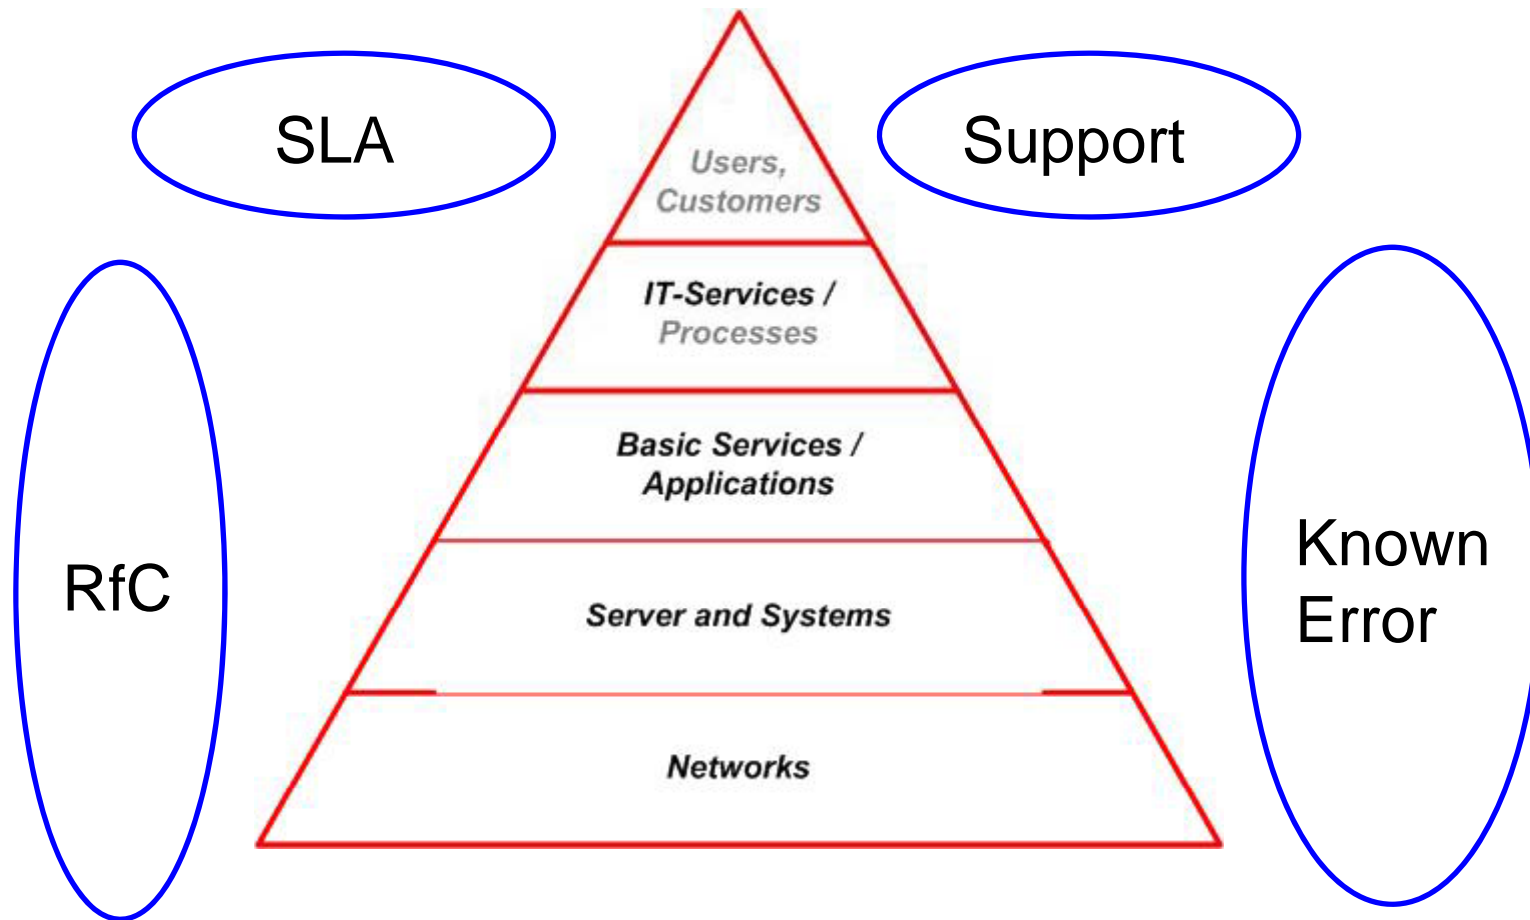 SLA
Support
Users,
Customers
IT-Services /
Processes
Basic Services /
Applications
RfC
Known
Error
Server and Systems
Networks